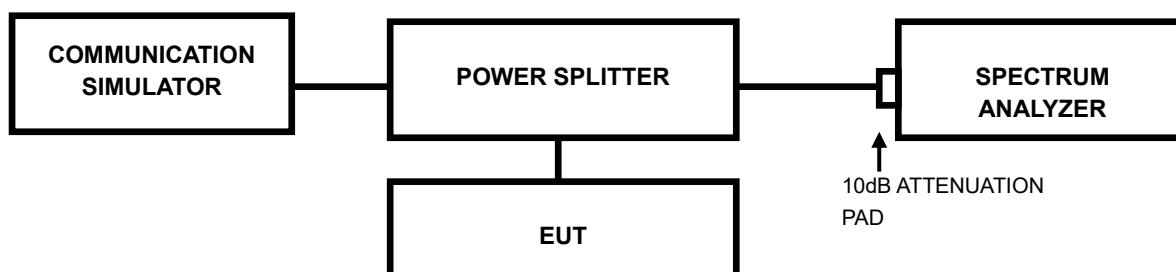 COMMUNICATION
SIMULATOR
POWER SPLITTER
SPECTRUM
ANALYZER
10dB ATTENUATION
PAD
EUT